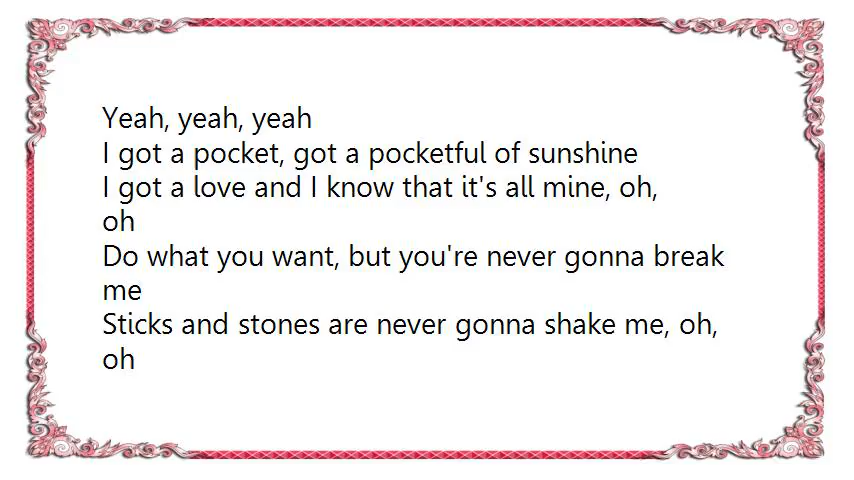 Yeah, yeah, yeah
I got a pocket, got a pocketful of sunshine
I got a love and I know that it's all mine, oh,
oh
Do what you want, but you're never gonna break
me
Sticks and stones are never gonna shake me, oh,
oh